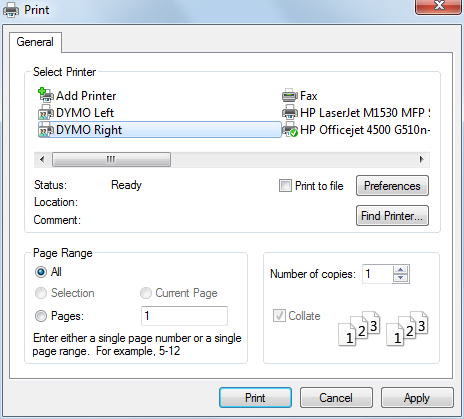 Print
General
Select Printer
Add Printer
Fax
DYMO Left
HP LaserJet M1530 MFP
DYMO Right
HP Officejet 4500 G510n-
Status: Ready
Print to file
Preferences
Location:
Comment:
Find Printer...
Page Range
All
Selection
Current Page
Pages: 1
Enter either a single page number or a single
page range. For example, 5-12
Number of copies: 1
Collate
1 2 3 1 2 3
Print Cancel Apply